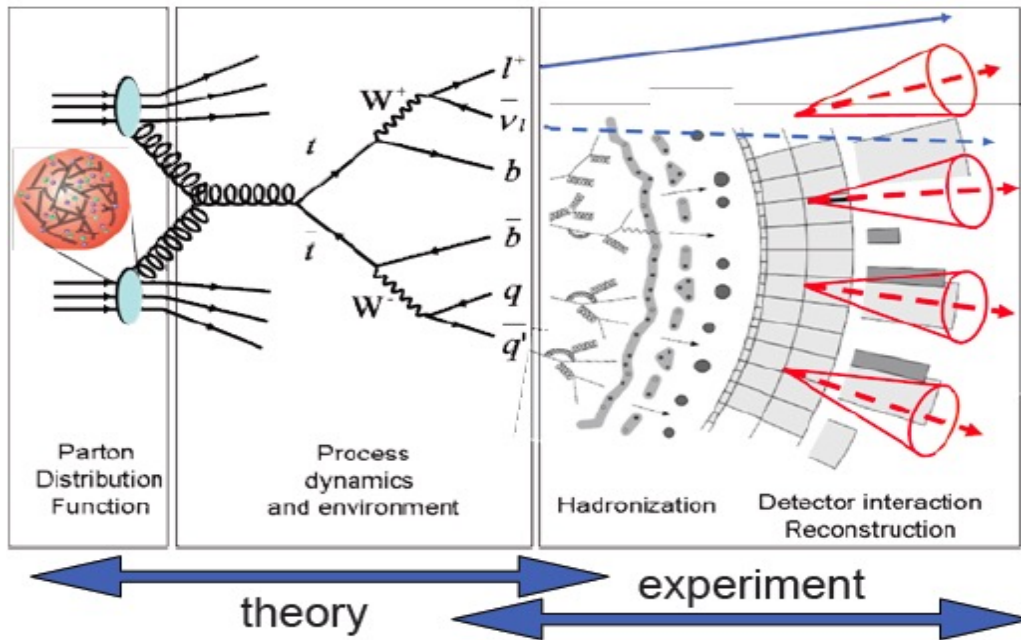 l+
W+
ν̅l
t
b
t̅
b̅
W-
q
q̅'
Parton
Distribution
Function
Process
dynamics
and environment
Hadronization
Detector interaction
Reconstruction
theory
experiment